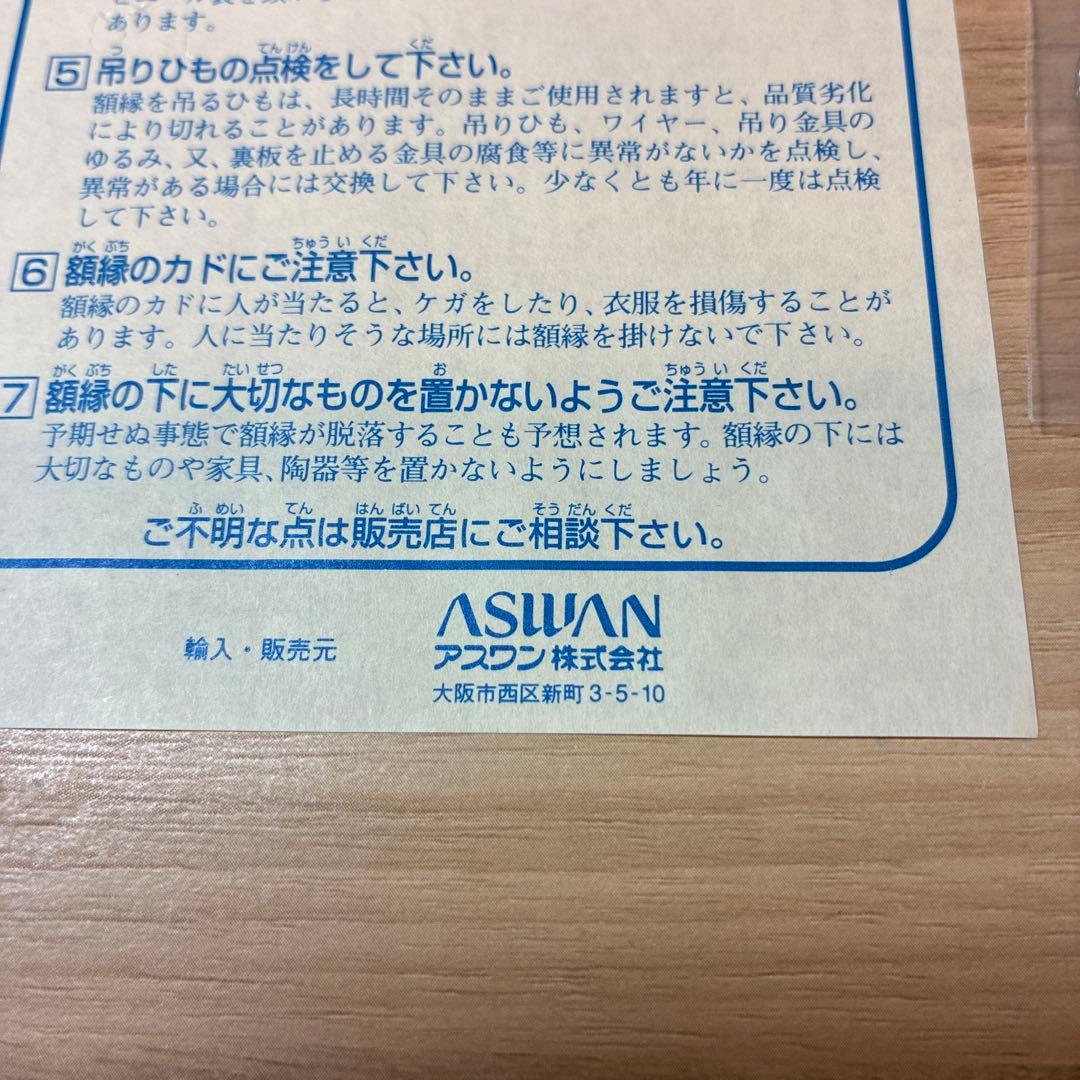 あります。
5 吊りひもの点検をして下さい。
額縁を吊るひもは、長時間そのままご使用されますと、品質劣化
により切れることがあります。吊りひも、ワイヤー、吊り金具の
ゆるみ、又、裏板を止める金具の腐食等に異常がないかを点検し、
異常がある場合には交換して下さい。少なくとも年に一度は点検
して下さい。
6 額縁のカドにご注意下さい。
額縁のカドに人が当たると、ケガをしたり、衣服を損傷することが
あります。人に当たりそうな場所には額縁を掛けないで下さい。
7 額縁の下に大切なものを置かないようご注意下さい。
予期せぬ事態で額縁が脱落することも予想されます。額縁の下には
大切なものや家具、陶器等を置かないようにしましょう。
ご不明な点は販売店にご相談下さい。
輸入・販売元
ASWAN
アスワン株式会社
大阪市西区新町3-5-10